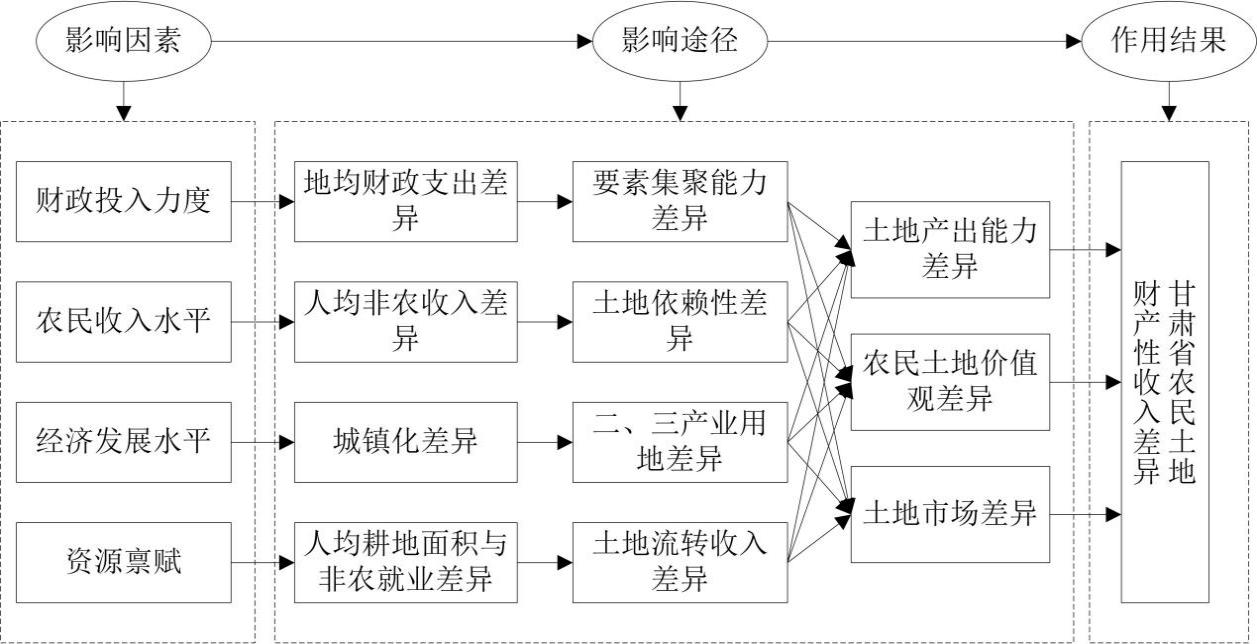 影响因素
影响途径
作用结果
财政投入力度
地均财政支出差
异
要素集聚能力
差异
农民收入水平
人均非农收入差
异
土地依赖性差
异
经济发展水平
城镇化差异
二、三产业用
地差异
资源禀赋
人均耕地面积与
非农就业差异
土地流转收入
差异
土地产出能力
差异
农民土地价值
观差异
土地市场差异
甘肃省农民土地
财产性收入差异